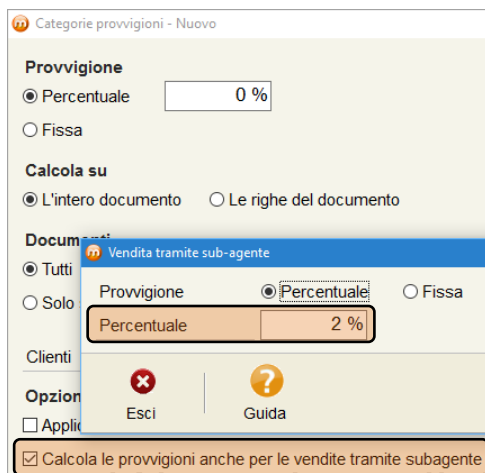 Categorie provvigioni - Nuovo
Provvigione
Percentuale 0 %
Fissa
Calcola su
L'intero documento Le righe del documento
Tutti
Solo
Clienti
Vendita tramite sub-agente
Provvigione Percentuale Fissa
Percentuale 2 %
Esci Guida
Calcola le provvigioni anche per le vendite tramite subagente